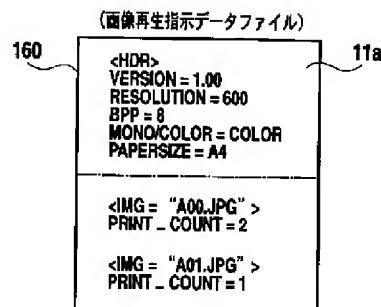 (画像再生指示データファイル)
160
11a
<HDR>
VERSION = 1.00
RESOLUTION = 600
BPP = 8
MONO/COLOR = COLOR
PAPERSIZE = A4
<IMG = “A00.JPG” >
PRINT_COUNT = 2
<IMG = “A01.JPG” >
PRINT_COUNT = 1